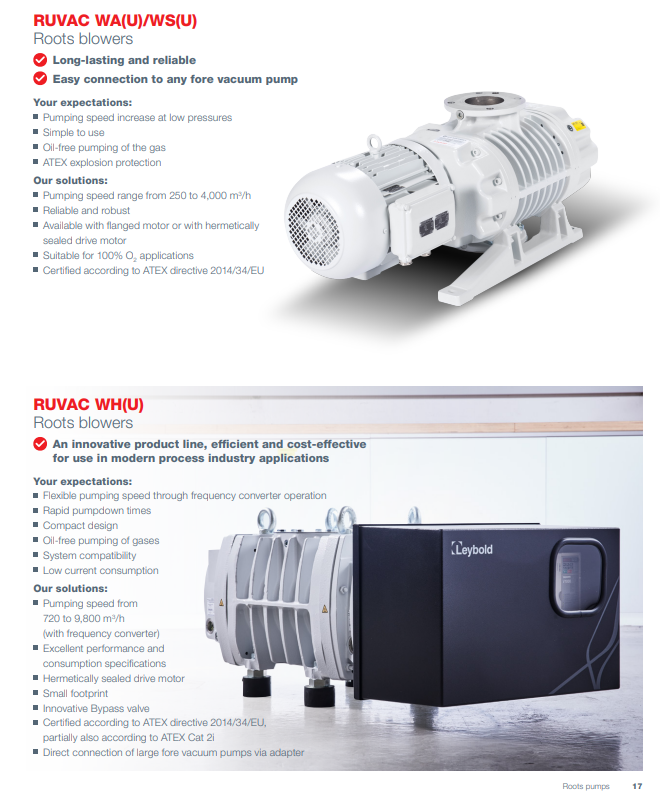 RUVAC WA(U)/WS(U)
Roots blowers
Long-lasting and reliable
Easy connection to any fore vacuum pump
Your expectations:
Pumping speed increase at low pressures
Simple to use
Oil-free pumping of the gas
ATEX explosion protection
Our solutions:
Pumping speed range from 250 to 4,000 m³/h
Reliable and robust
Available with flanged motor or with hermetically
sealed drive motor
Suitable for 100% O₂ applications
Certified according to ATEX directive 2014/34/EU
RUVAC WH(U)
Roots blowers
An innovative product line, efficient and cost-effective
for use in modern process industry applications
Your expectations:
Flexible pumping speed through frequency converter operation
Rapid pumpdown times
Compact design
Oil-free pumping of gases
System compatibility
Low current consumption
Our solutions:
Pumping speed from
720 to 9,800 m³/h
(with frequency converter)
Excellent performance and
consumption specifications
Hermetically sealed drive motor
Small footprint
Innovative Bypass valve
Certified according to ATEX directive 2014/34/EU,
partially also according to ATEX Cat 2i
Direct connection of large fore vacuum pumps via adapter
Leybold
Roots pumps 17